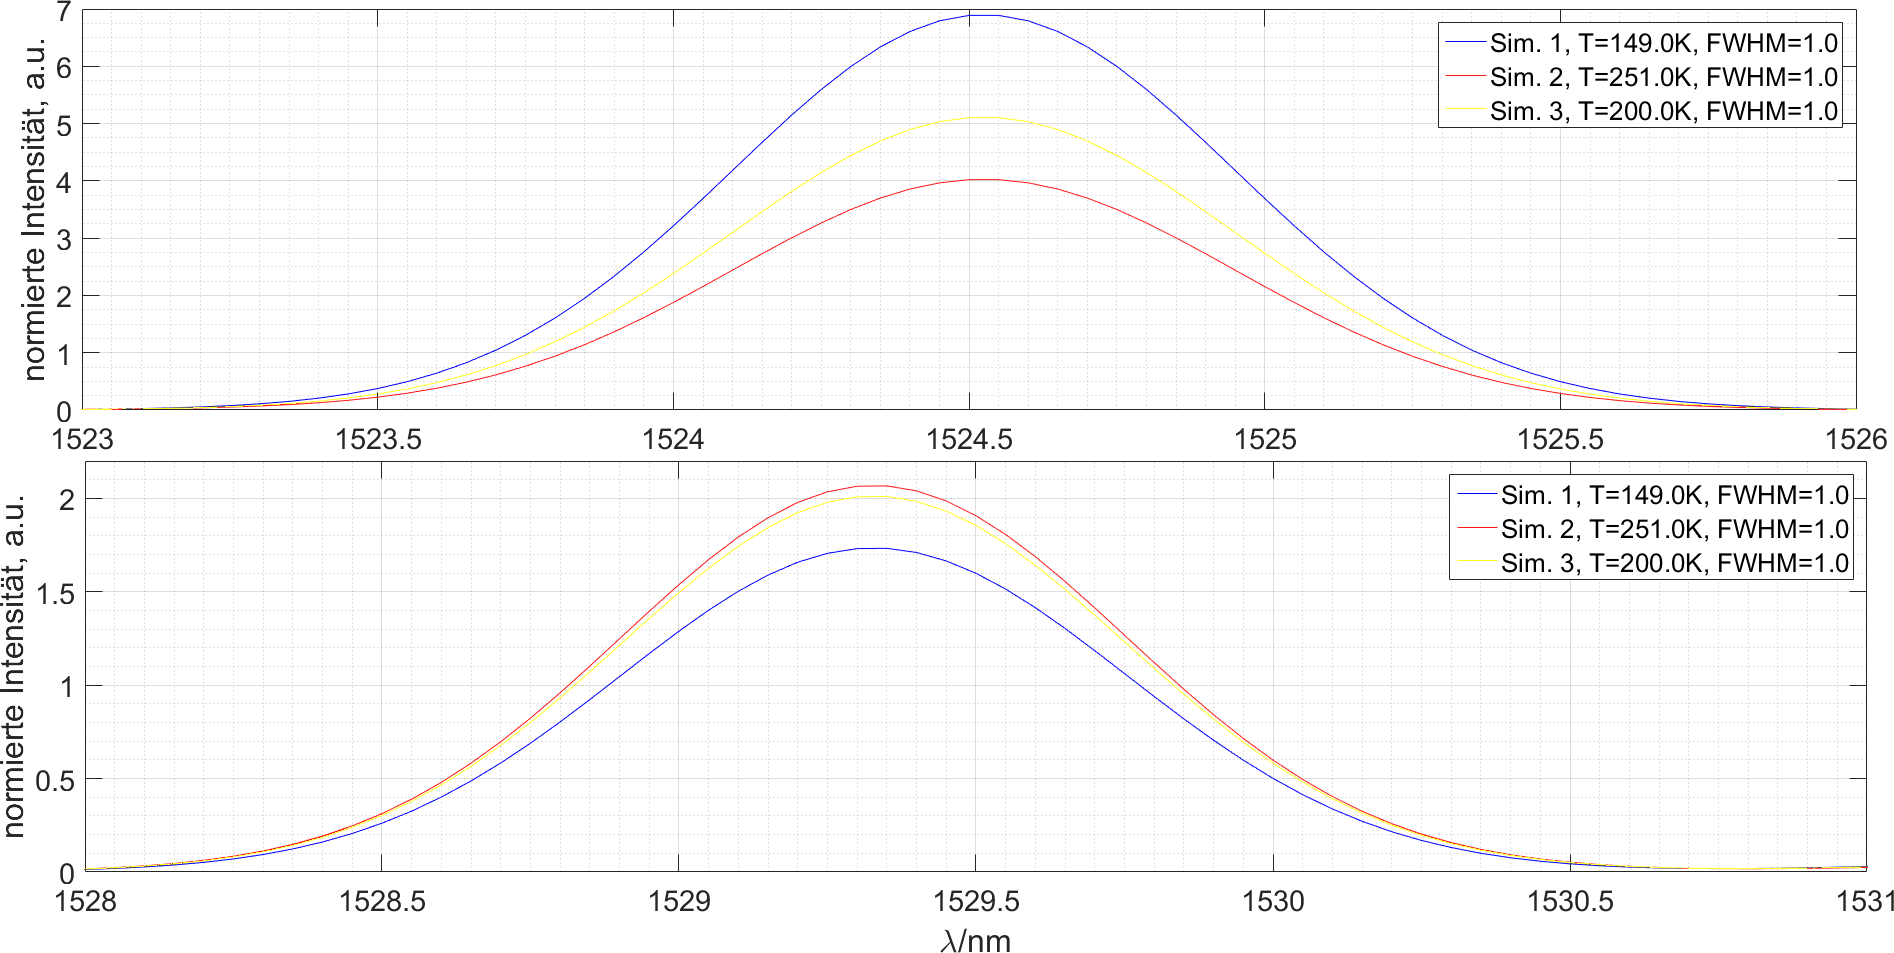 normierte Intensität, a.u.
7
6
5
4
3
2
1
0
1523 1523.5 1524 1524.5 1525 1525.5 1526
Sim. 1, T=149.0K, FWHM=1.0
Sim. 2, T=251.0K, FWHM=1.0
Sim. 3, T=200.0K, FWHM=1.0
normierte Intensität, a.u.
2
1.5
1
0.5
0
1528 1528.5 1529 1529.5 1530 1530.5 1531
Sim. 1, T=149.0K, FWHM=1.0
Sim. 2, T=251.0K, FWHM=1.0
Sim. 3, T=200.0K, FWHM=1.0
λ/nm